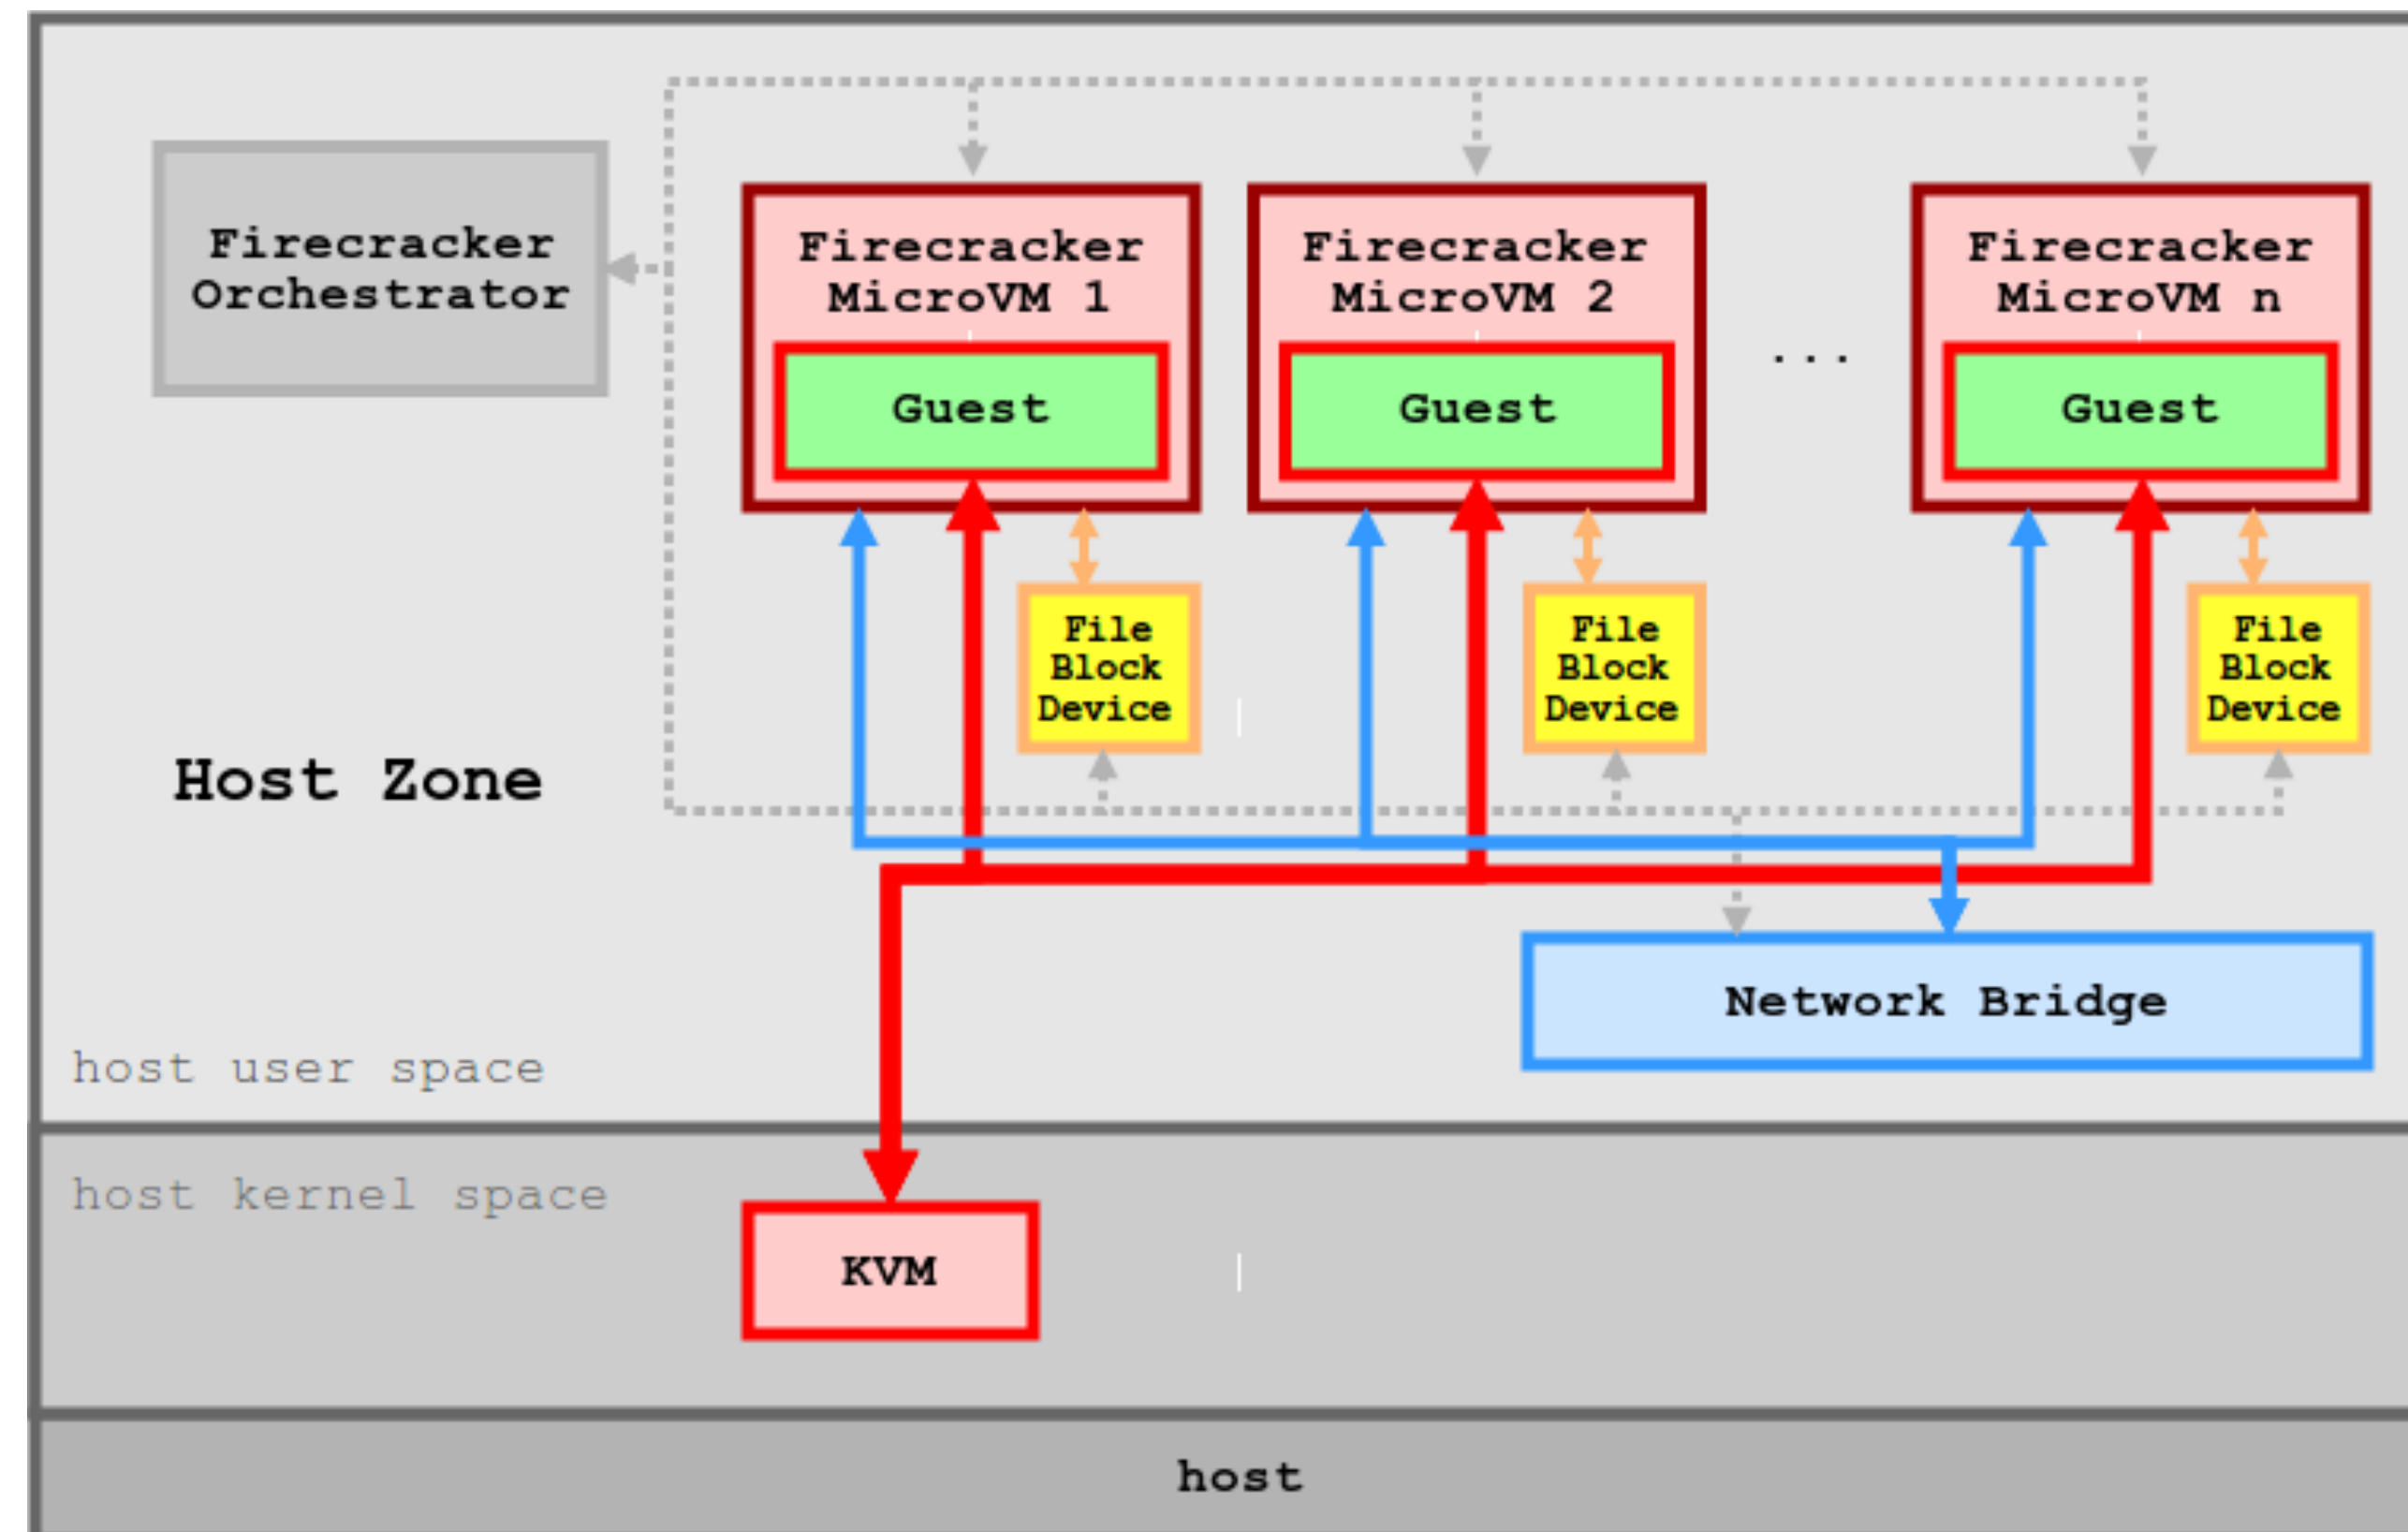 Firecracker
Orchestrator
Firecracker
MicroVM 1
Guest
Firecracker
MicroVM 2
Guest
...
Firecracker
MicroVM n
Guest
File
Block
Device
File
Block
Device
File
Block
Device
Host Zone
Network Bridge
host user space
host kernel space
KVM
host